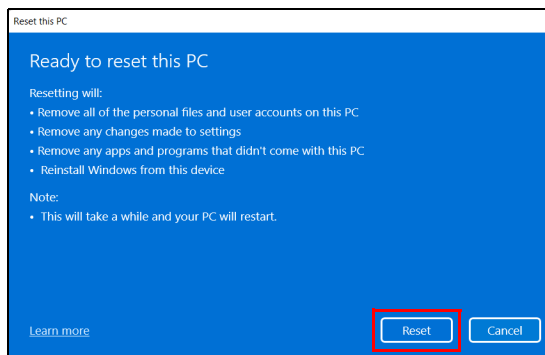 Reset this PC
Ready to reset this PC
Resetting will:
• Remove all of the personal files and user accounts on this PC
• Remove any changes made to settings
• Remove any apps and programs that didn't come with this PC
• Reinstall Windows from this device
Note:
• This will take a while and your PC will restart.
Learn more
Reset
Cancel